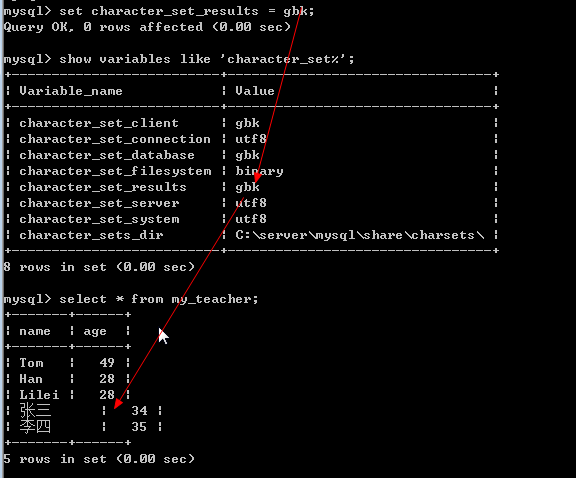 mysql> set character_set_results = gbk;
Query OK, 0 rows affected (0.00 sec)
mysql> show variables like 'character_set%';
+--------------------------+---------------------------------+
| Variable_name            | Value                           |
+--------------------------+---------------------------------+
| character_set_client     | gbk                             |
| character_set_connection | utf8                            |
| character_set_database   | gbk                             |
| character_set_filesystem | binary                          |
| character_set_results    | gbk                             |
| character_set_server     | utf8                            |
| character_set_system     | utf8                            |
| character_sets_dir       | C:\server\mysql\share\charsets\ |
+--------------------------+---------------------------------+
8 rows in set (0.00 sec)
mysql> select * from my_teacher;
+-------+------+
| name  | age  |
+-------+------+
| Tom   |   49 |
| Han   |   28 |
| Lilei |   28 |
| 张三      |   34 |
| 李四      |   35 |
+-------+------+
5 rows in set (0.00 sec)